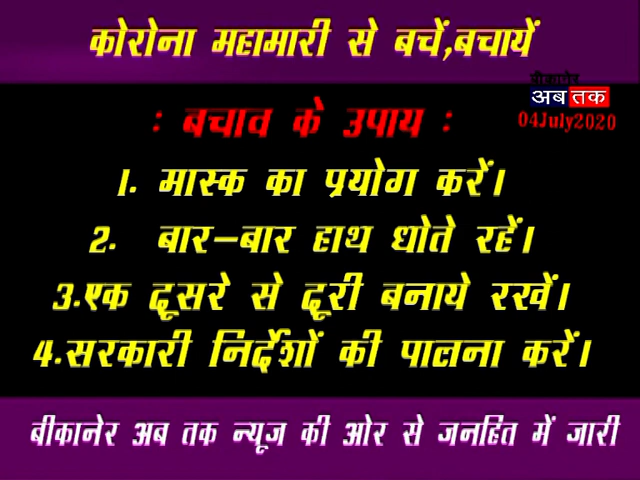 कोरोना महामारी से बचें,बचायें
बीकानेर
अब तक
04July2020
: बचाव के उपाय :
1. मास्क का प्रयोग करें।
2. बार-बार हाथ धोते रहें।
3.एक दूसरे से दूरी बनाये रखें।
4.सरकारी निर्देशों की पालना करें।
बीकानेर अब तक न्यूज की ओर से जनहित में जारी